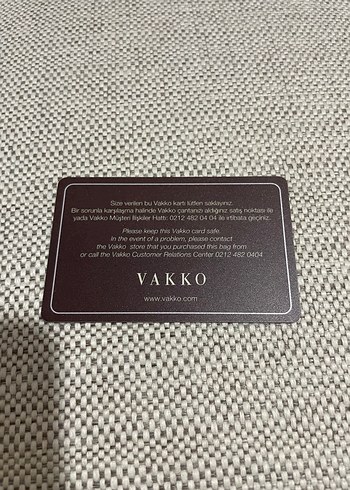 Size verilen bu Vakko kartı lütfen saklayınız.
Bir sorunla karşılaşma halinde Vakko çantanızı aldığınız satış noktası ile
yada Vakko Müşteri İlişkiler Hattı: 0212 482 04 04 ile irtibata geçiniz.
Please keep this Vakko card safe.
In the event of a problem, please contact
the Vakko store that you purchased this bag from
or call the Vakko Customer Relations Center 0212 482 0404
VAKKO
www.vakko.com